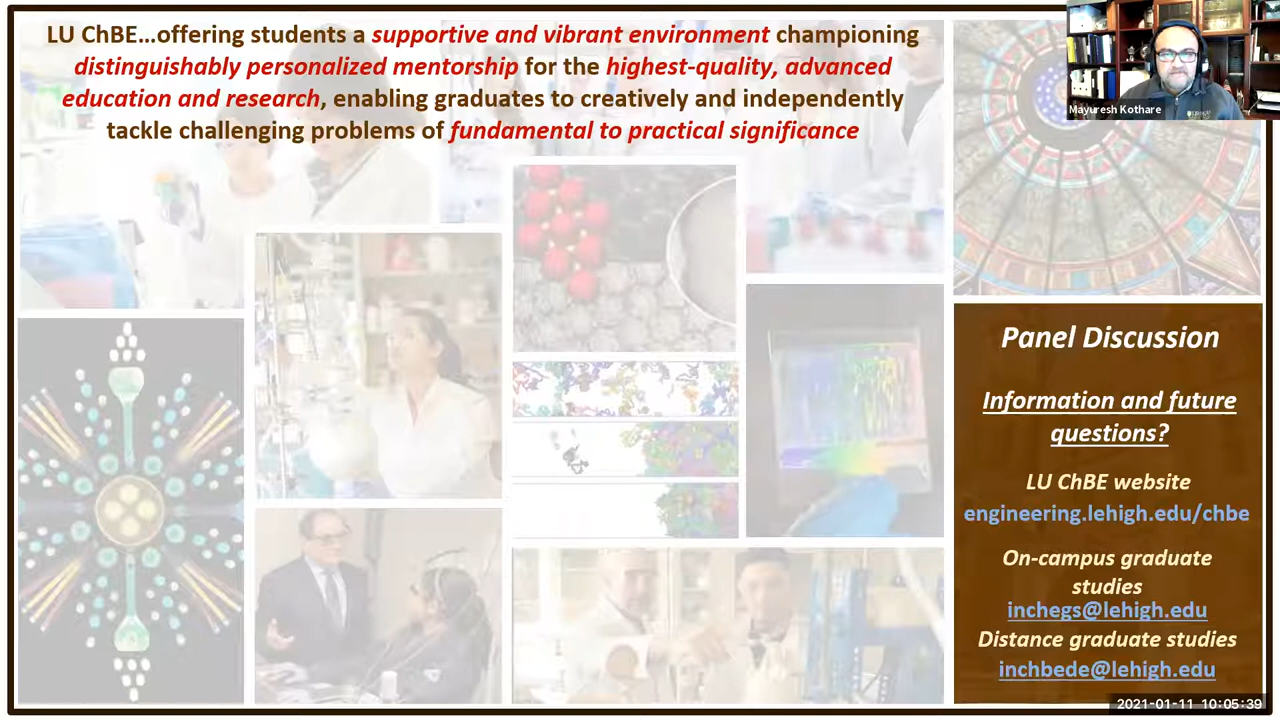 LU ChBE...offering students a supportive and vibrant environment championing
distinguishably personalized mentorship for the highest-quality, advanced
education and research, enabling graduates to creatively and independently
tackle challenging problems of fundamental to practical significance
Mayuresh Kothare
Panel Discussion
Information and future
questions?
LU ChBE website
engineering.lehigh.edu/chbe
On-campus graduate
studies
inchegs@lehigh.edu
Distance graduate studies
inchbede@lehigh.edu
2021-01-11 10:05:39